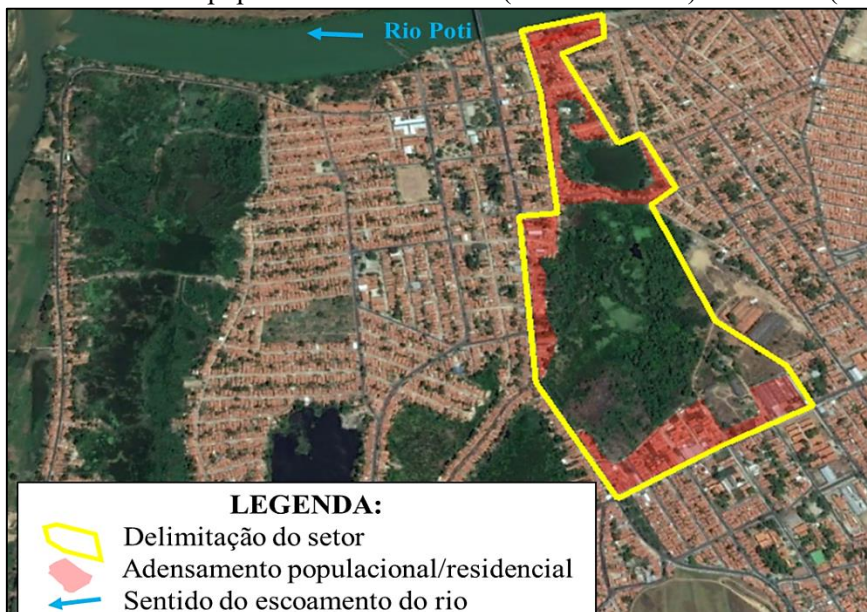 Rio Poti
LEGENDA:
Delimitação do setor
Adensamento populacional/residencial
Sentido do escoamento do rio